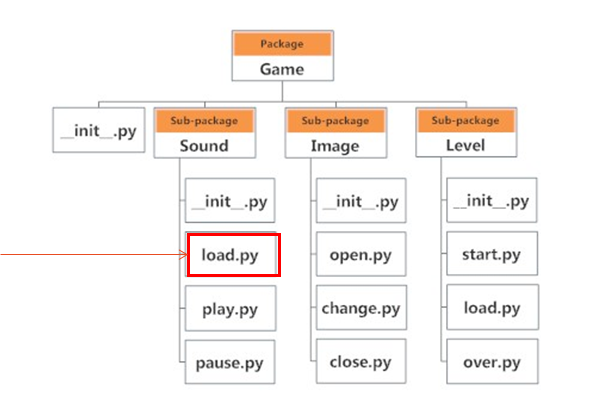 Package
Game
__init__.py
Sub-package
Sound
Sub-package
Image
Sub-package
Level
__init__.py
load.py
play.py
pause.py
__init__.py
open.py
change.py
close.py
__init__.py
start.py
load.py
over.py